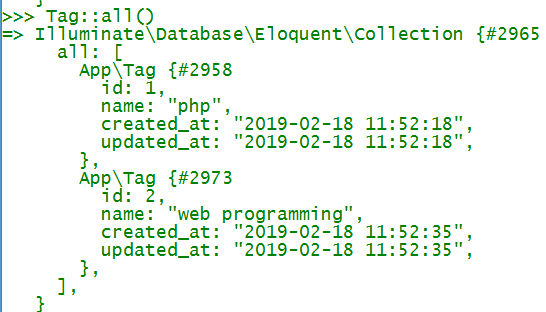 >>> Tag::all()
=> Illuminate\Database\Eloquent\Collection {#2965
     all: [
       App\Tag {#2958
         id: 1,
         name: "php",
         created_at: "2019-02-18 11:52:18",
         updated_at: "2019-02-18 11:52:18",
       },
       App\Tag {#2973
         id: 2,
         name: "web programming",
         created_at: "2019-02-18 11:52:35",
         updated_at: "2019-02-18 11:52:35",
       },
     ],
   }